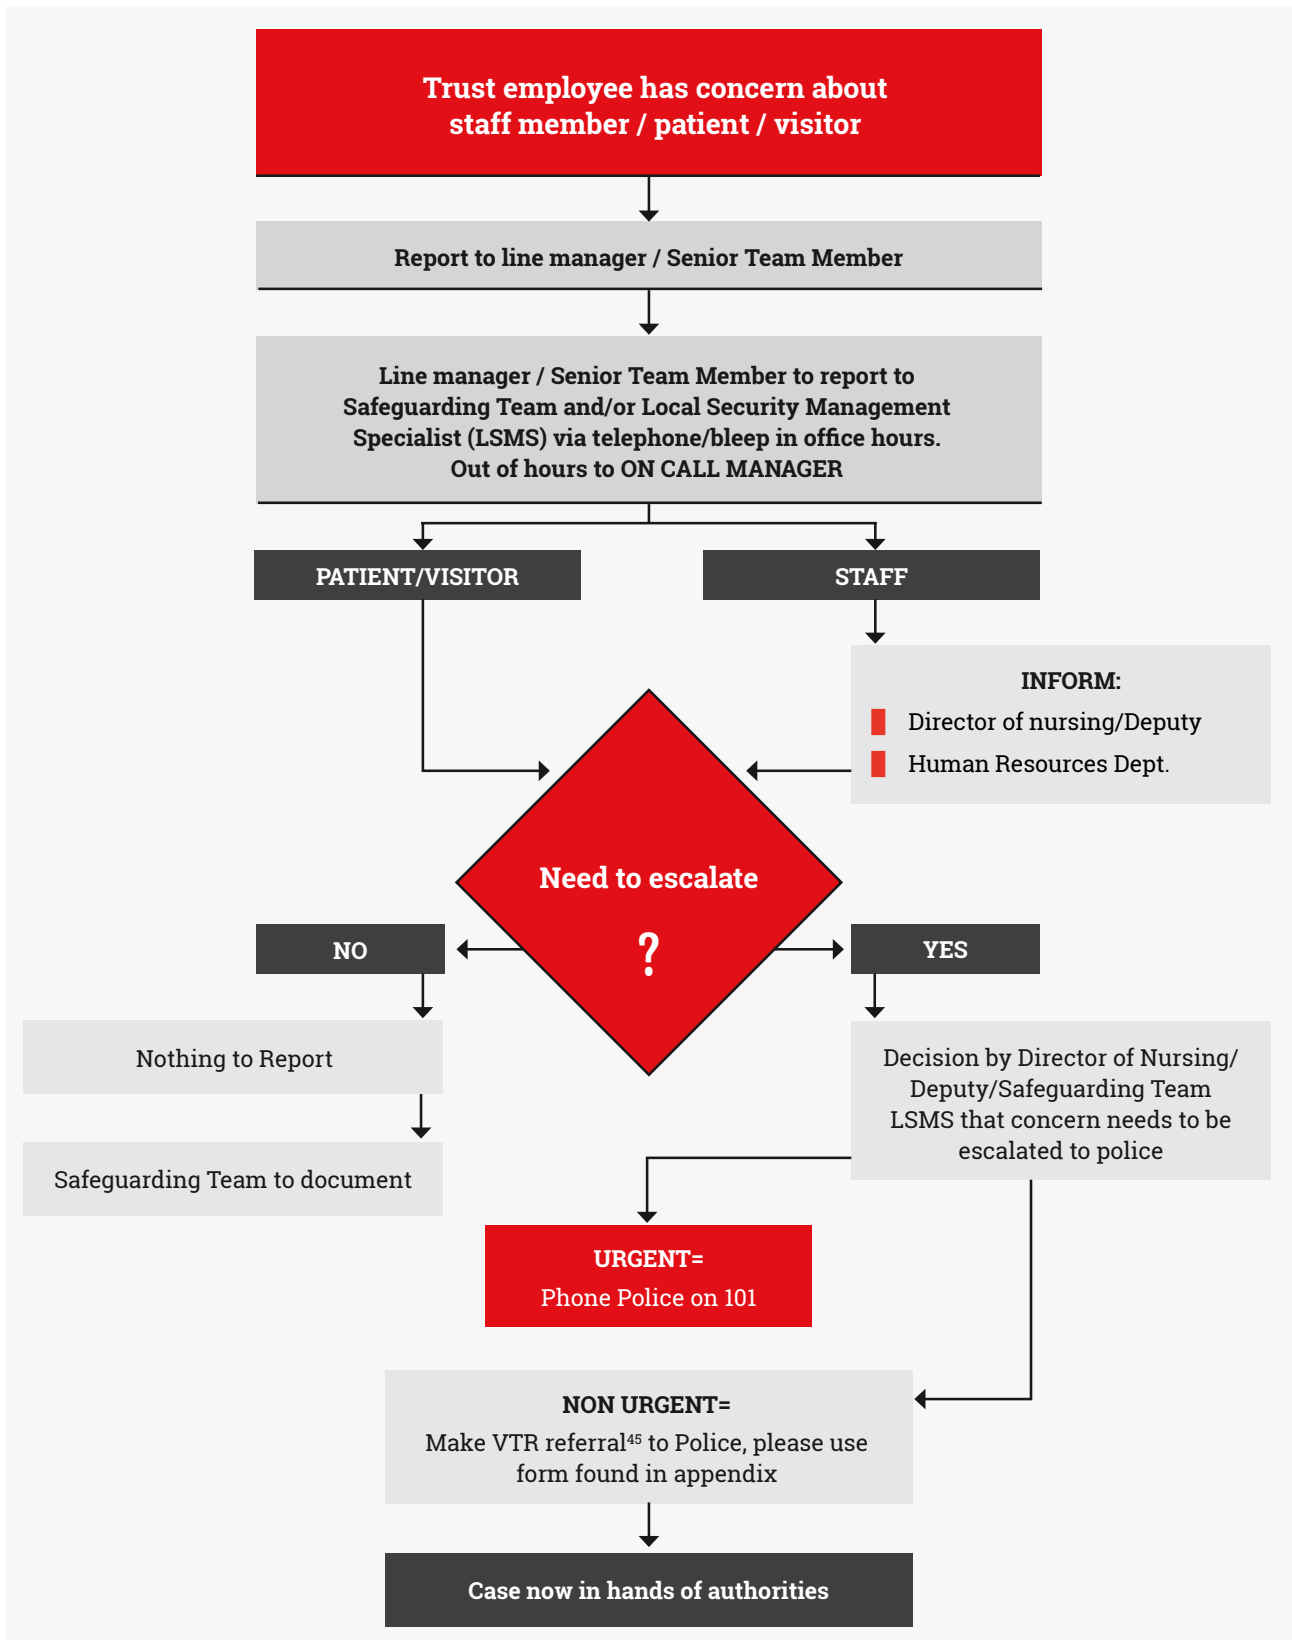 Trust employee has concern about
staff member / patient / visitor
Report to line manager / Senior Team Member
Line manager / Senior Team Member to report to
Safeguarding Team and/or Local Security Management
Specialist (LSMS) via telephone/bleep in office hours.
Out of hours to ON CALL MANAGER
PATIENT/VISITOR
STAFF
INFORM:
Director of nursing/Deputy
Human Resources Dept.
Need to escalate
?
NO
YES
Nothing to Report
Safeguarding Team to document
Decision by Director of Nursing/
Deputy/Safeguarding Team
LSMS that concern needs to be
escalated to police
URGENT=
Phone Police on 101
NON URGENT=
Make VTR referral⁴⁵ to Police, please use
form found in appendix
Case now in hands of authorities